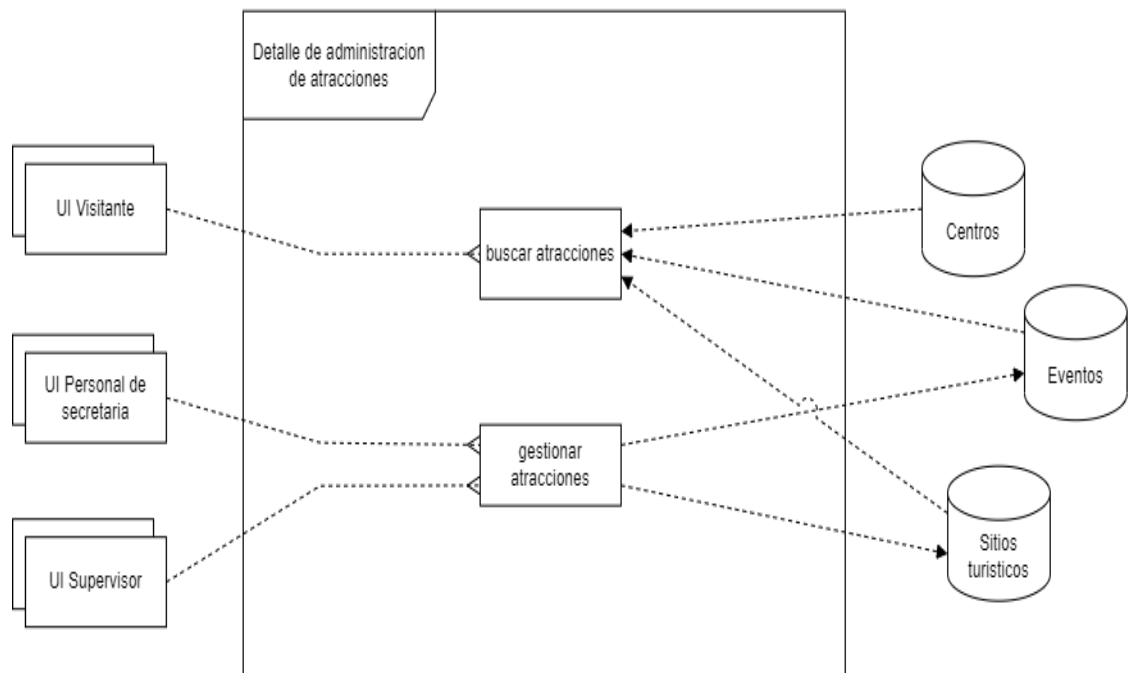 Detalle de administracion
de atracciones
UI Visitante
buscar atracciones
Centros
UI Personal de
secretaria
Eventos
gestionar
atracciones
UI Supervisor
Sitios
turisticos